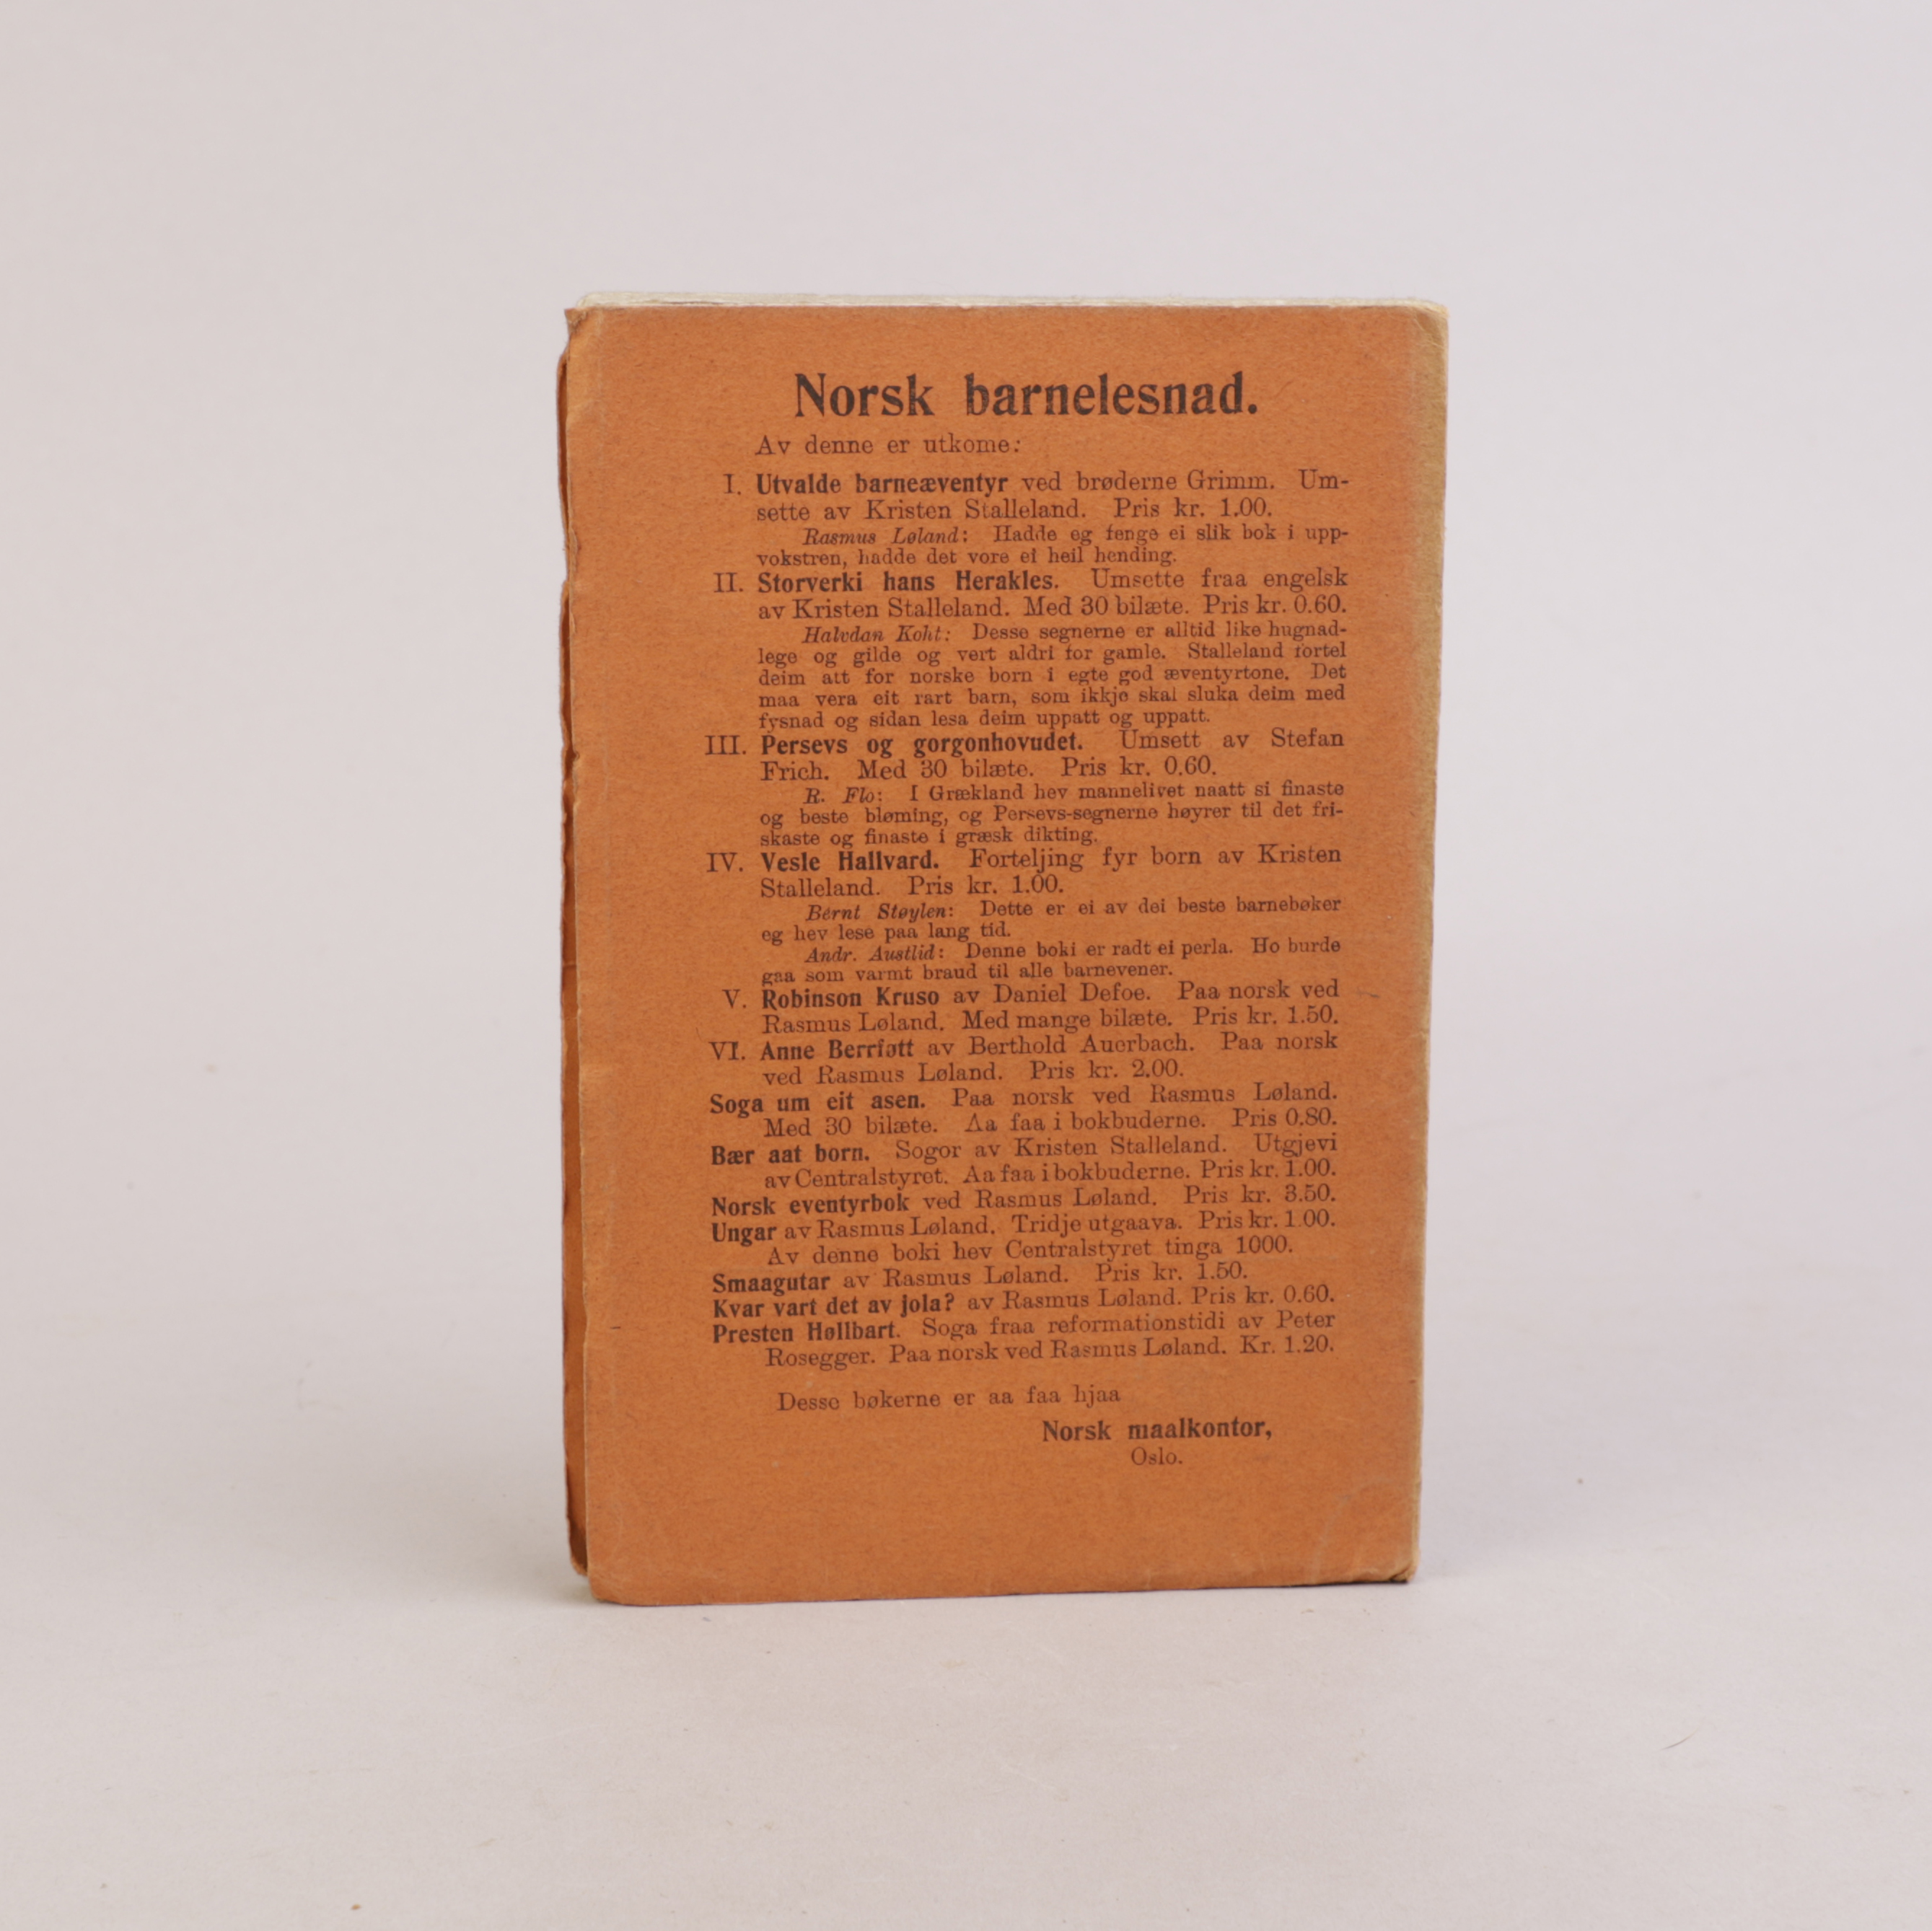 Norsk barnelesnad.
Av denne er utkome:
I. Utvalde barneæventyr ved brøderne Grimm. Um-
sette av Kristen Stalleland. Pris kr. 1.00.
Rasmus Løland: Hadde eg fenge ei slik bok i upp-
vokstren, hadde det vore ei heil hending.
II. Storverki hans Herakles. Umsette fraa engelsk
av Kristen Stalleland. Med 30 bilæte. Pris kr. 0.60.
Halvdan Koht: Desse segnerne er alltid like hugnad-
lege og gilde og vert aldri for gamle. Stalleland fortel
deim att for norske born i egte god æventyrtone. Det
maa vera eit rart barn, som ikkje skal sluka deim med
fysnad og sidan lesa deim uppatt og uppatt.
III. Persevs og gorgonhovudet. Umsett av Stefan
Frich. Med 30 bilæte. Pris kr. 0.60.
R. Flo: I Grækland hev mannelivet naatt si finaste
og beste bløming, og Persevs-segnerne høyrer til det fri-
skaste og finaste i græsk dikting.
IV. Vesle Hallvard. Forteljing fyr born av Kristen
Stalleland. Pris kr. 1.00.
Bernt Støylen: Dette er ei av dei beste barnebøker
eg hev lese paa lang tid.
Andr. Austlid: Denne boki er radt ei perla. Ho burde
gaa som varmt braud til alle barnevener.
V. Robinson Kruso av Daniel Defoe. Paa norsk ved
Rasmus Løland. Med mange bilæte. Pris kr. 1.50.
VI. Anne Berrføtt av Berthold Auerbach. Paa norsk
ved Rasmus Løland. Pris kr. 2.00.
Soga um eit asen. Paa norsk ved Rasmus Løland.
Med 30 bilæte. Aa faa i bokbuderne. Pris 0.80.
Bær aat born. Sogor av Kristen Stalleland. Utgjevi
av Centralstyret. Aa faa i bokbuderne. Pris kr. 1.00.
Norsk eventyrbok ved Rasmus Løland. Pris kr. 3.50.
Ungar av Rasmus Løland. Tridje utgaava. Pris kr. 1.00.
Av denne boki hev Centralstyret tinga 1000.
Smaagutar av Rasmus Løland. Pris kr. 1.50.
Kvar vart det av jola? av Rasmus Løland. Pris kr. 0.60.
Presten Høllbart. Soga fraa reformationstidi av Peter
Rosegger. Paa norsk ved Rasmus Løland. Kr. 1.20.
Desse bøkerne er aa faa hjaa
Norsk maalkontor,
Oslo.